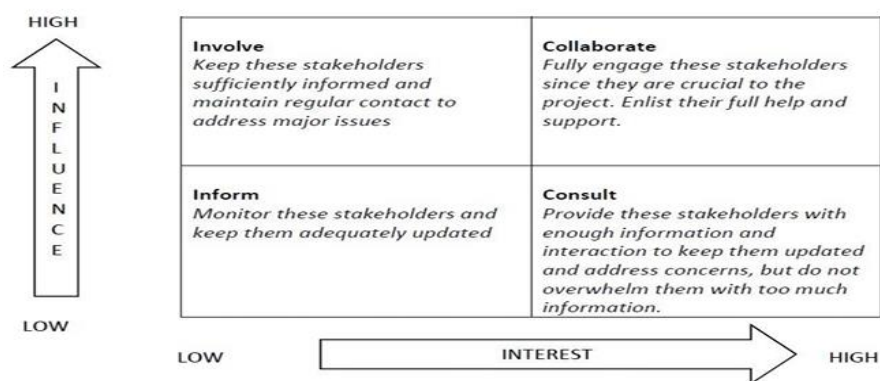 HIGH
INFLUENCE
LOW
Involve
Keep these stakeholders
sufficiently informed and
maintain regular contact to
address major issues
Collaborate
Fully engage these stakeholders
since they are crucial to the
project. Enlist their full help and
support.
Inform
Monitor these stakeholders and
keep them adequately updated
Consult
Provide these stakeholders with
enough information and
interaction to keep them updated
and address concerns, but do not
overwhelm them with too much
information.
LOW
INTEREST
HIGH